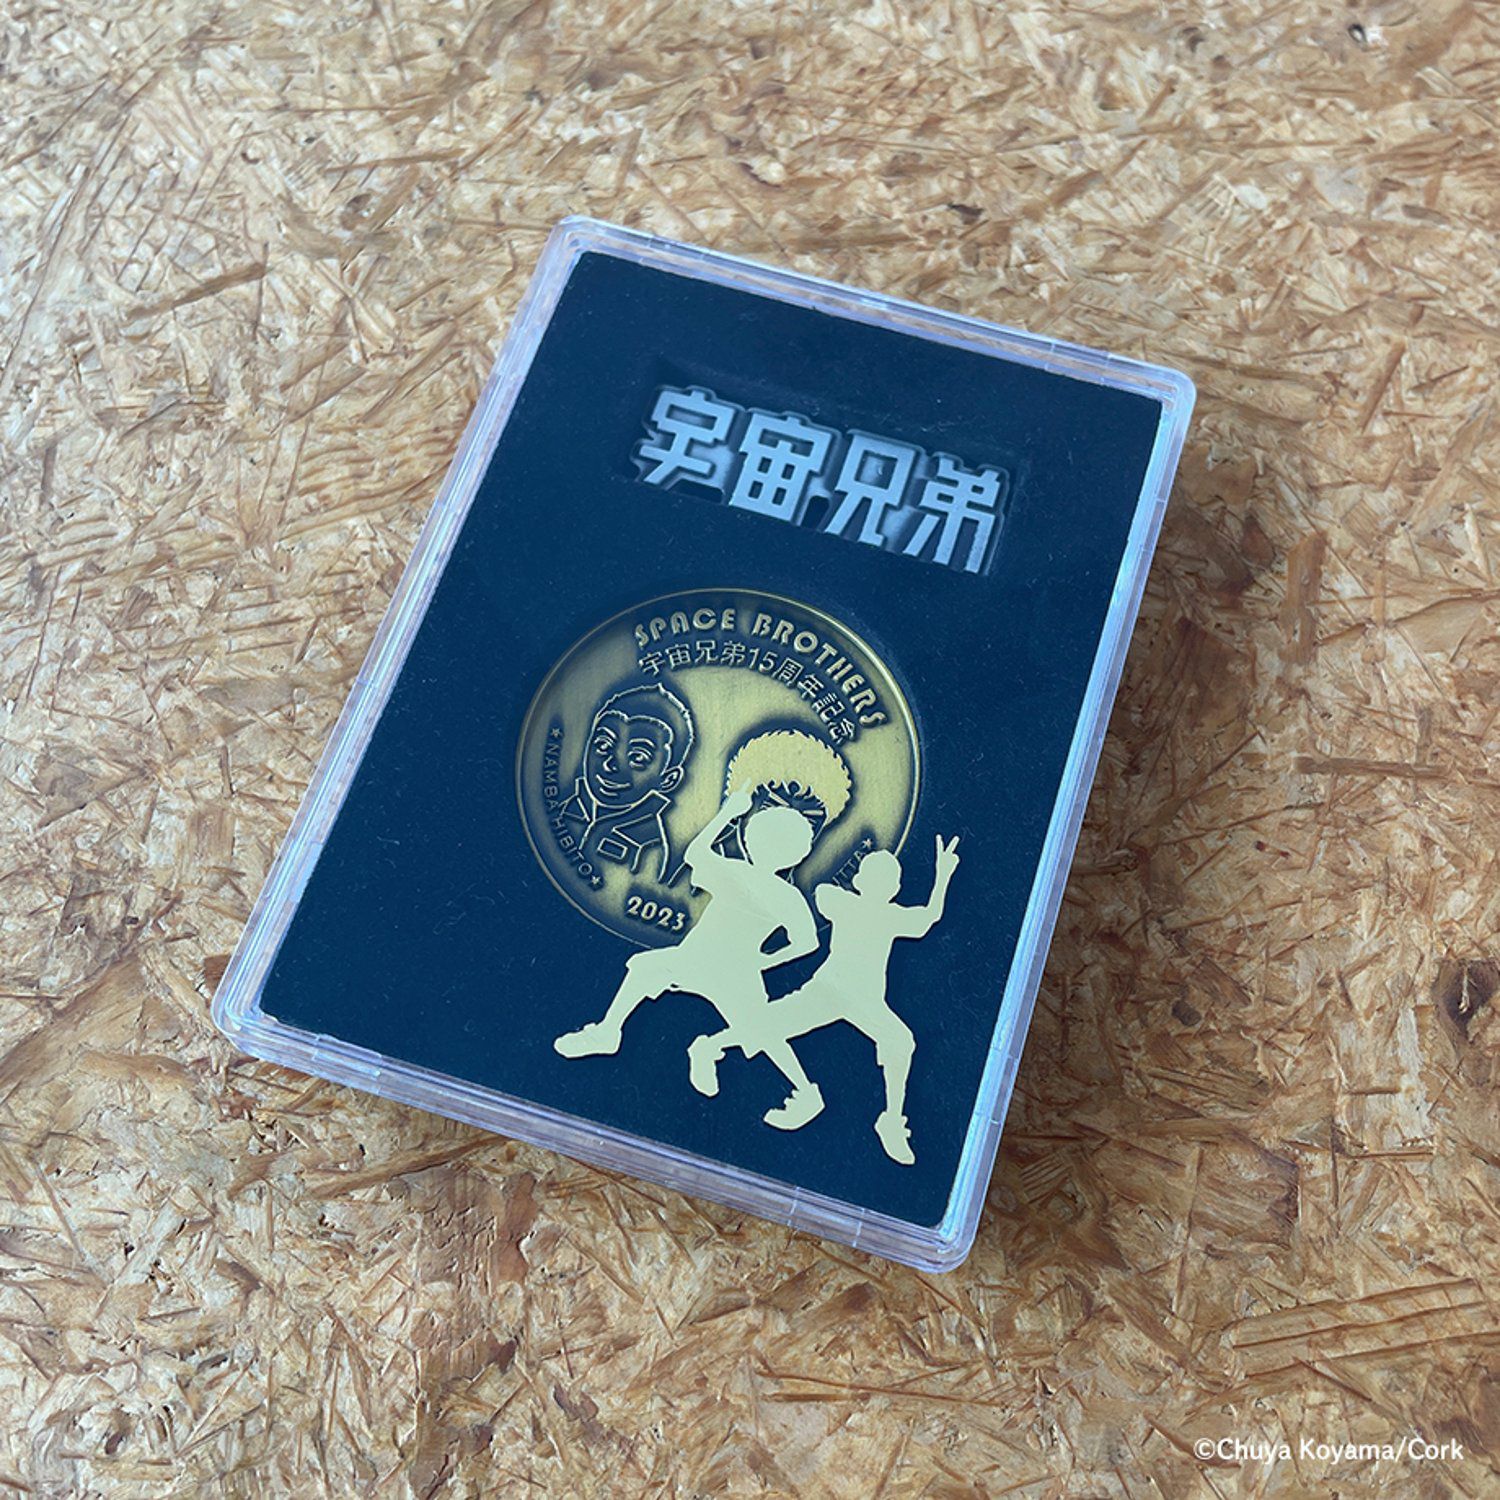 宇宙兄弟
SPACE BROTHERS
宇宙兄弟15周年記念
★NAMBA HIBITO★
TTA★
2023
©Chuya Koyama/Cork